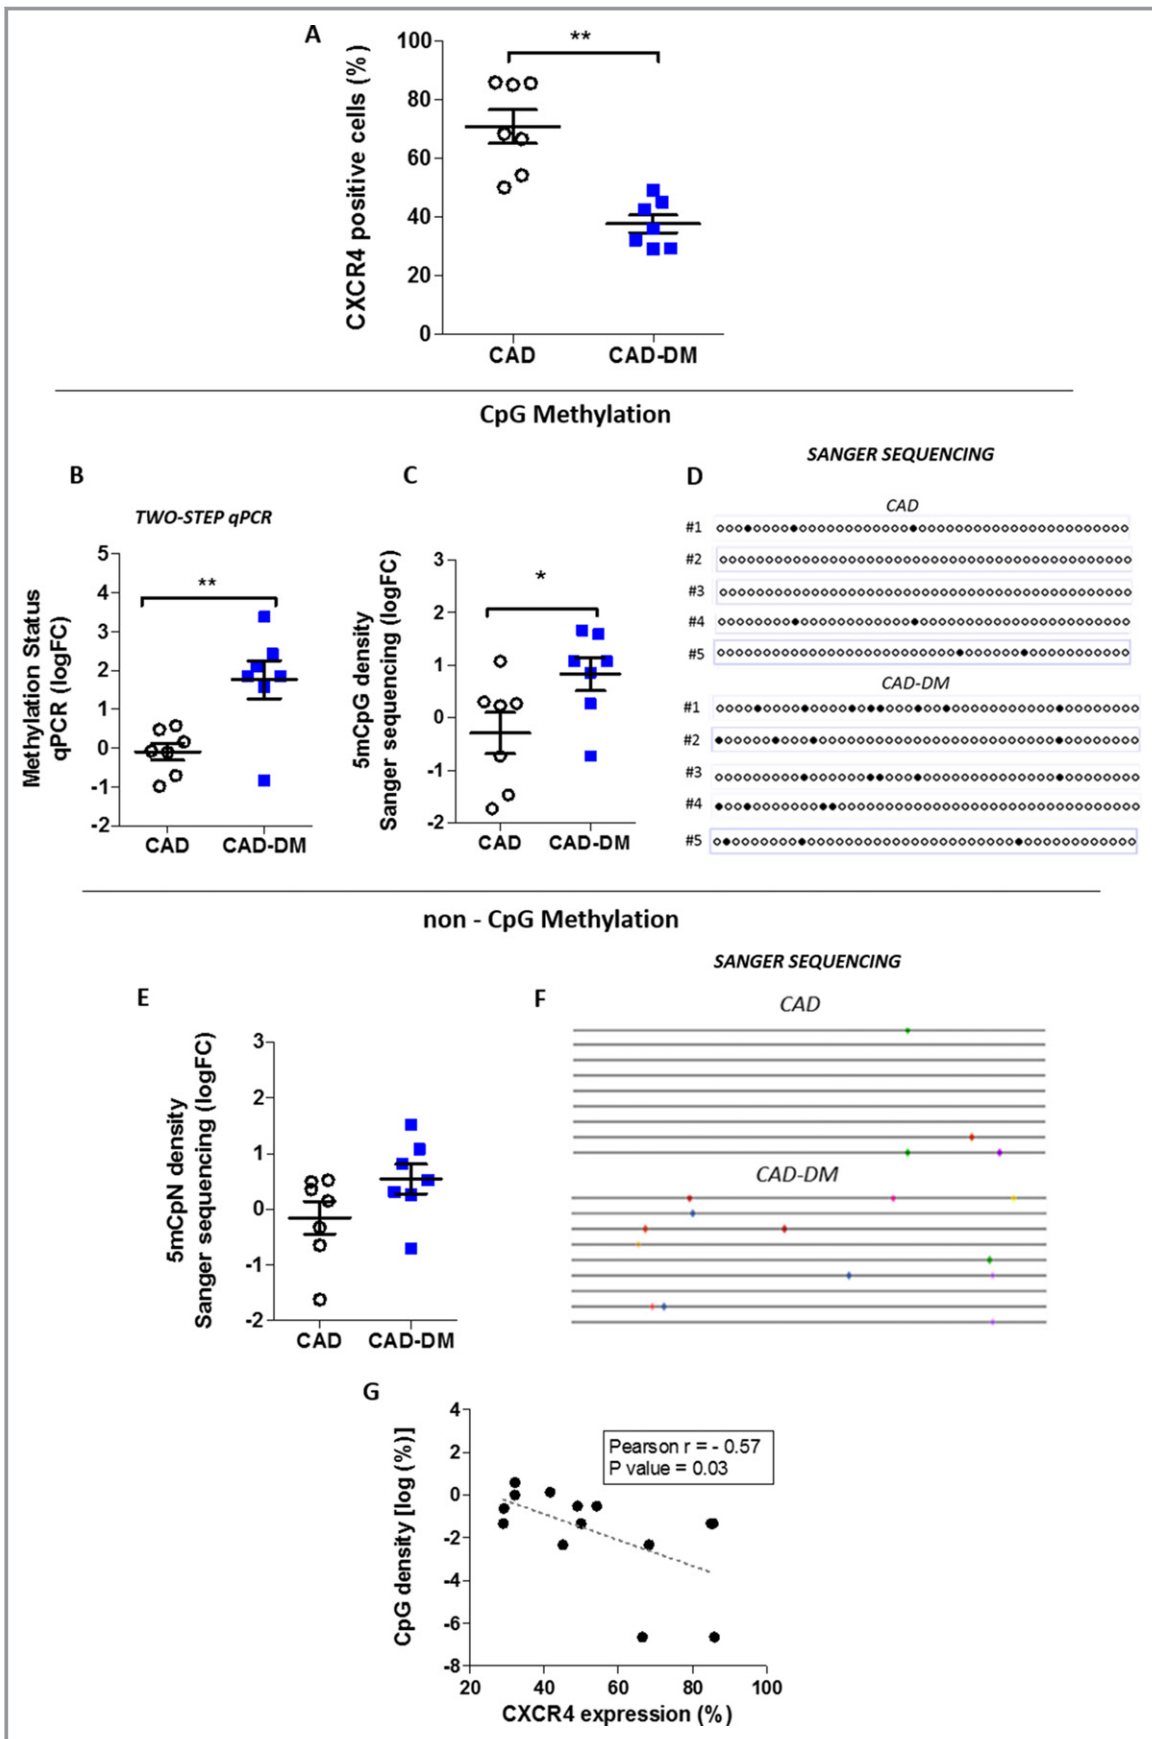 A
CXCR4 positive cells (%)
100
80
60
40
20
0
**
CAD
CAD-DM
CpG Methylation
B
TWO-STEP qPCR
Methylation Status
qPCR (logFC)
5
4
3
2
1
0
-1
-2
**
CAD
CAD-DM
C
5mCpG density
Sanger sequencing (logFC)
3
2
1
0
-1
-2
*
CAD
CAD-DM
SANGER SEQUENCING
D
CAD
#1
#2
#3
#4
#5
CAD-DM
#1
#2
#3
#4
#5
non - CpG Methylation
SANGER SEQUENCING
E
5mCpN density
Sanger sequencing (logFC)
3
2
1
0
-1
-2
CAD
CAD-DM
F
CAD
CAD-DM
G
CpG density [log (%)]
4
2
0
-2
-4
-6
-8
Pearson r = - 0.57
P value = 0.03
20
40
60
80
100
CXCR4 expression (%)